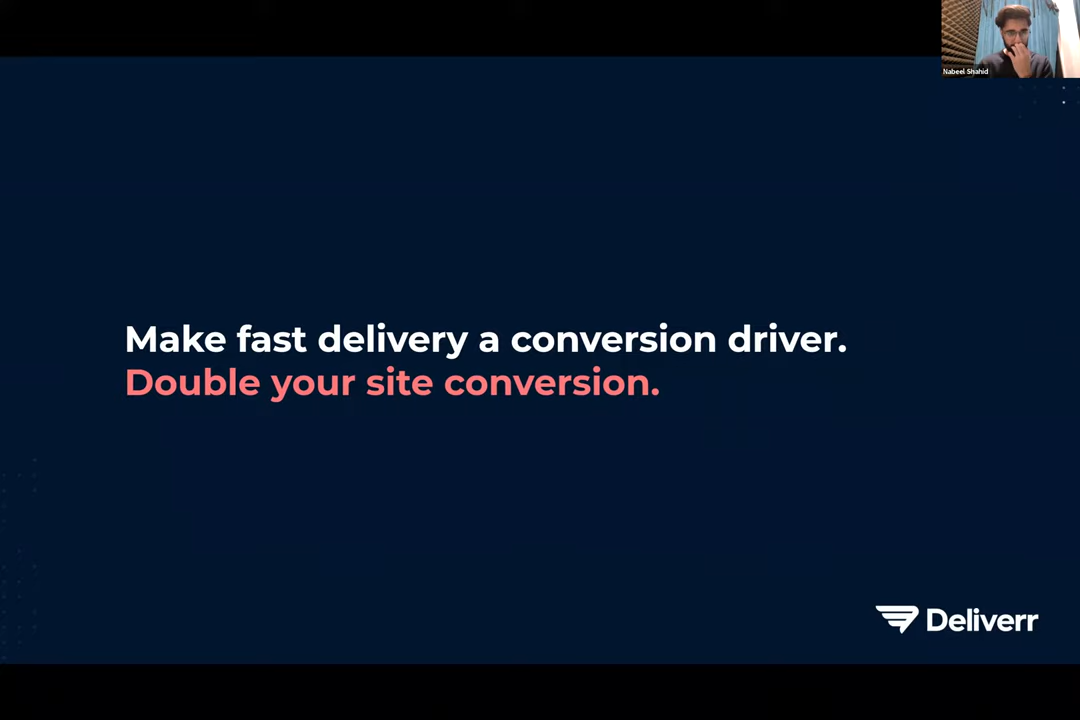 Nabeel Shahid
Make fast delivery a conversion driver.
Double your site conversion.
Deliverr